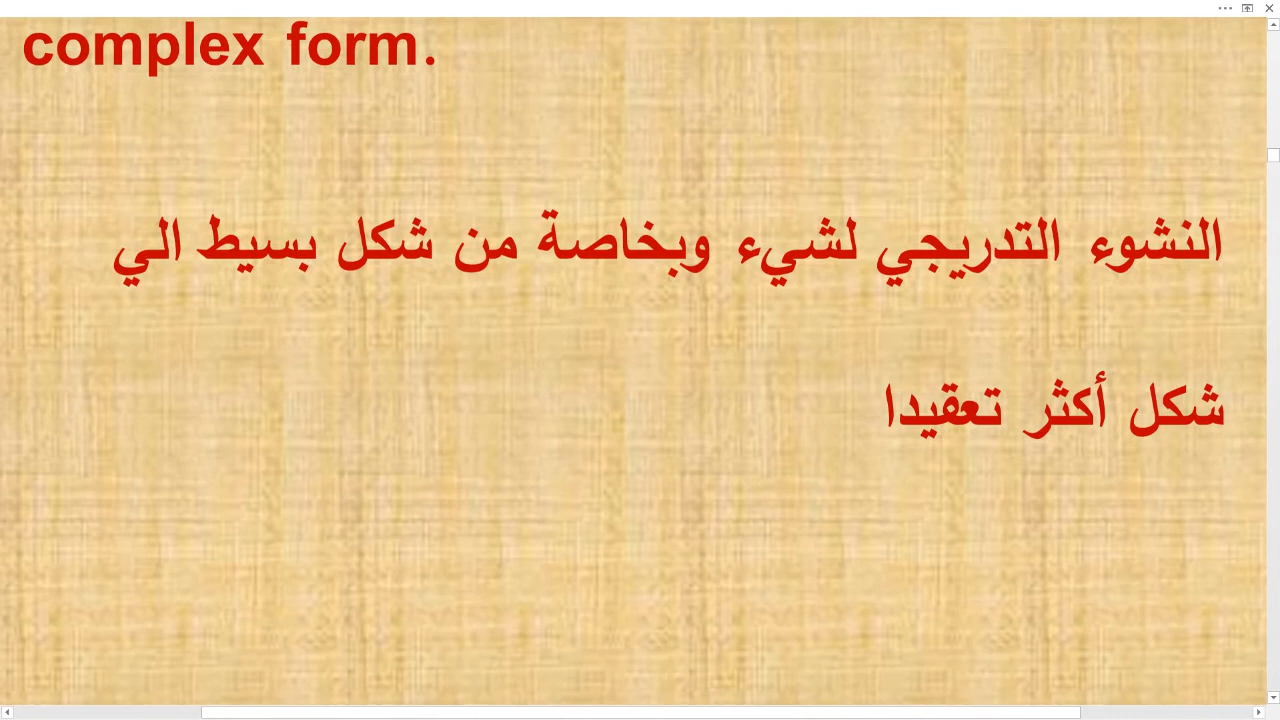 complex form.
النشوء التدريجي لشيء وبخاصة من شكل بسيط الي
شكل أكثر تعقيدا